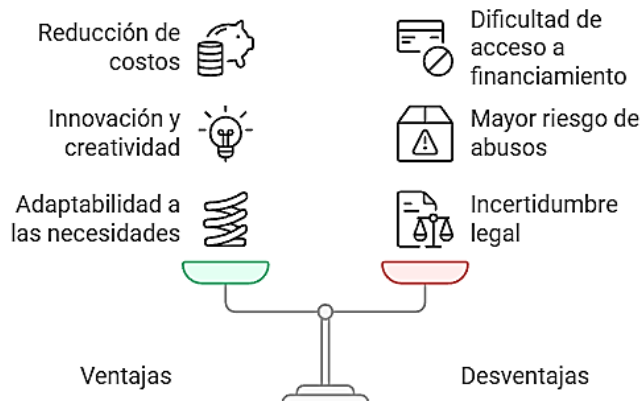 Reducción de
costos
Innovación y
creatividad
Adaptabilidad a
las necesidades
Dificultad de
acceso a
financiamiento
Mayor riesgo de
abusos
Incertidumbre
legal
Ventajas
Desventajas